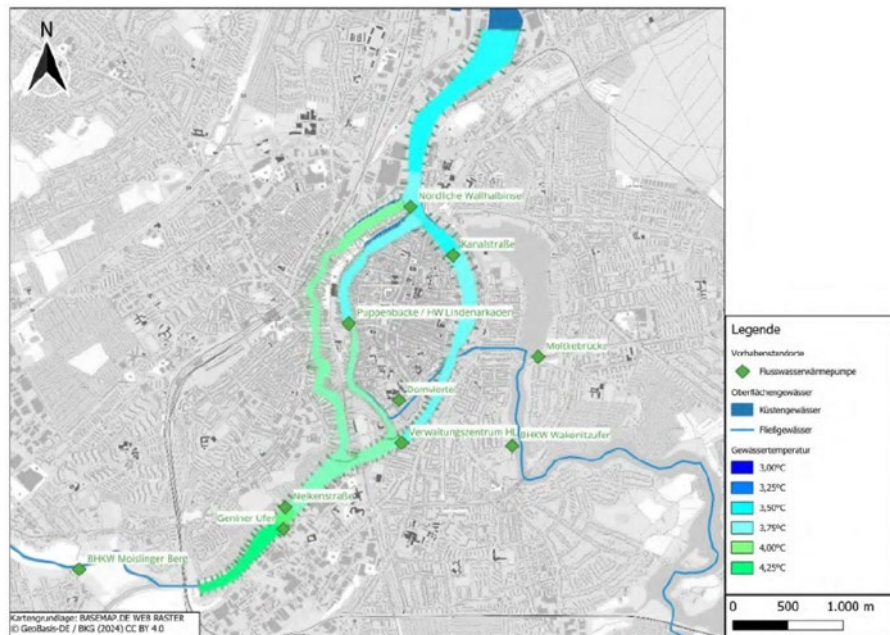 N
Nördliche Wallhalbinsel
Kanalstraße
Puppenbücke / HW Lindenarkaden
Moltkebrücke
Domviertel
Verwaltungszentrum HL
BHKW Wakenitzufer
Nelkenstraße
Geniner Ufer
BHKW Moislinger Berg
Kartengrundlage: BASEMAP.DE WEB RASTER
© GeoBasis-DE / BKG (2024) CC BY 4.0
Legende
Vorhabenstandorte
Flusswasserwärmepumpe
Oberflächengewässer
Küstengewässer
Fließgewässer
Gewässertemperatur
3,00°C
3,25°C
3,50°C
3,75°C
4,00°C
4,25°C
0 500 1.000 m